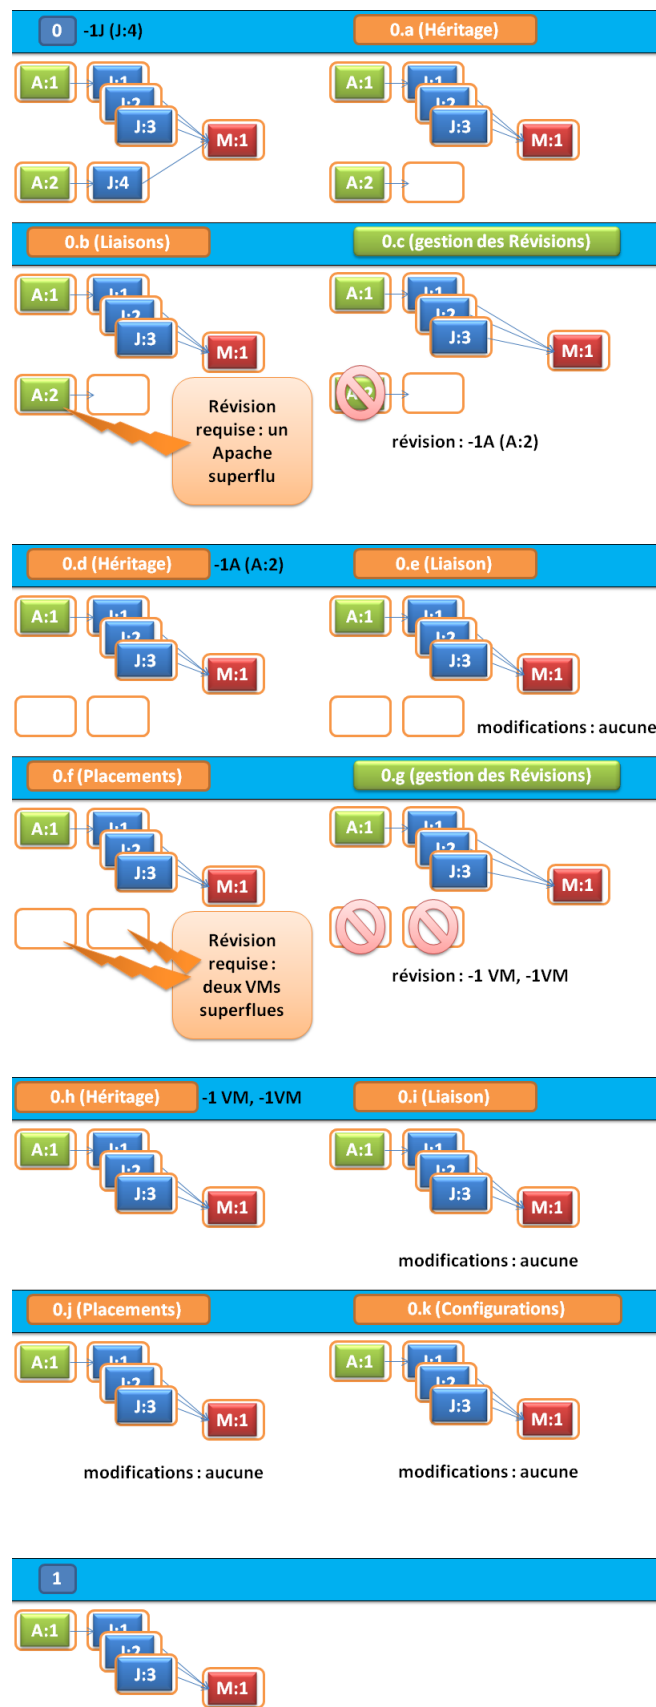 0 -1J (J:4) 0.a (Héritage)
A:1 J:1 A:1 J:1
J:2 J:2
J:3 M:1 J:3 M:1
A:2 J:4 A:2
0.b (Liaisons) 0.c (gestion des Révisions)
A:1 J:1 A:1 J:1
J:2 J:2
J:3 M:1 J:3 M:1
A:2 A:2
Révision
requise : un
Apache
superflu
révision : -1A (A:2)
0.d (Héritage) -1A (A:2) 0.e (Liaison)
A:1 J:1 A:1 J:1
J:2 J:2
J:3 M:1 J:3 M:1
modifications : aucune
0.f (Placements) 0.g (gestion des Révisions)
A:1 J:1 A:1 J:1
J:2 J:2
J:3 M:1 J:3 M:1
Révision
requise :
deux VMs
superflues
révision : -1 VM, -1VM
0.h (Héritage) -1 VM, -1VM 0.i (Liaison)
A:1 J:1 A:1 J:1
J:2 J:2
J:3 M:1 J:3 M:1
modifications : aucune
0.j (Placements) 0.k (Configurations)
A:1 J:1 A:1 J:1
J:2 J:2
J:3 M:1 J:3 M:1
modifications : aucune modifications : aucune
1
A:1 J:1
J:2
J:3 M:1